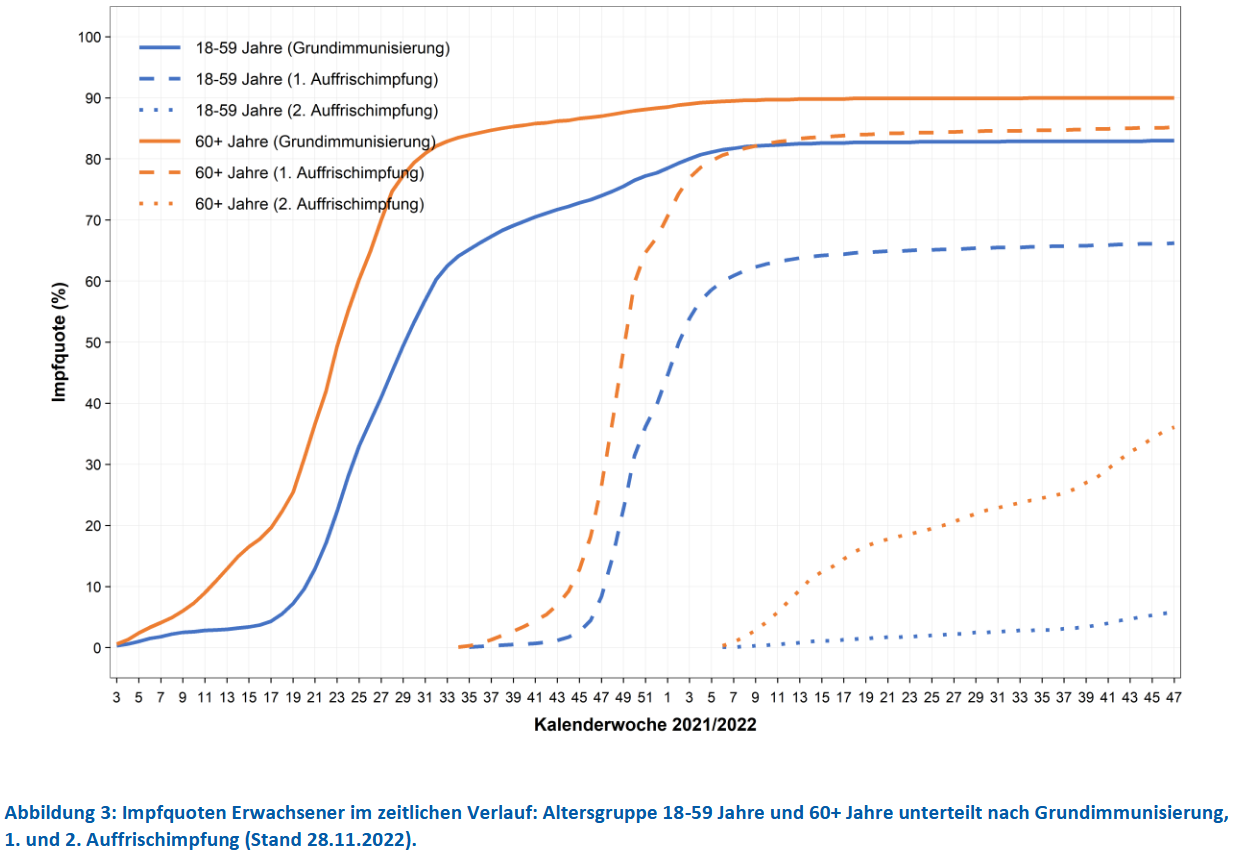 100
90
80
70
60
50
40
30
20
10
0
Impfquote (%)
18-59 Jahre (Grundimmunisierung)
18-59 Jahre (1. Auffrischimpfung)
18-59 Jahre (2. Auffrischimpfung)
60+ Jahre (Grundimmunisierung)
60+ Jahre (1. Auffrischimpfung)
60+ Jahre (2. Auffrischimpfung)
3 5 7 9 11 13 15 17 19 21 23 25 27 29 31 33 35 37 39 41 43 45 47 49 51 1 3 5 7 9 11 13 15 17 19 21 23 25 27 29 31 33 35 37 39 41 43 45 47
Kalenderwoche 2021/2022
Abbildung 3: Impfquoten Erwachsener im zeitlichen Verlauf: Altersgruppe 18-59 Jahre und 60+ Jahre unterteilt nach Grundimmunisierung,
1. und 2. Auffrischimpfung (Stand 28.11.2022).